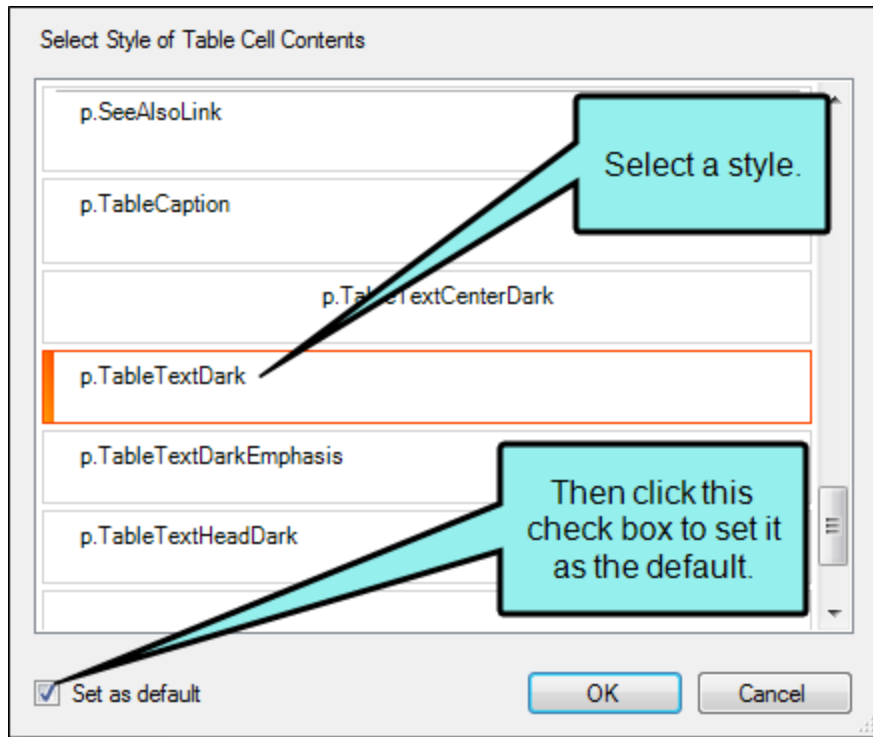 Select Style of Table Cell Contents
p.SeeAlsoLink
Select a style.
p.TableCaption
p.TableTextCenterDark
p.TableTextDark
p.TableTextDarkEmphasis
Then click this
check box to set it
as the default.
p.TableTextHeadDark
Set as default
OK
Cancel